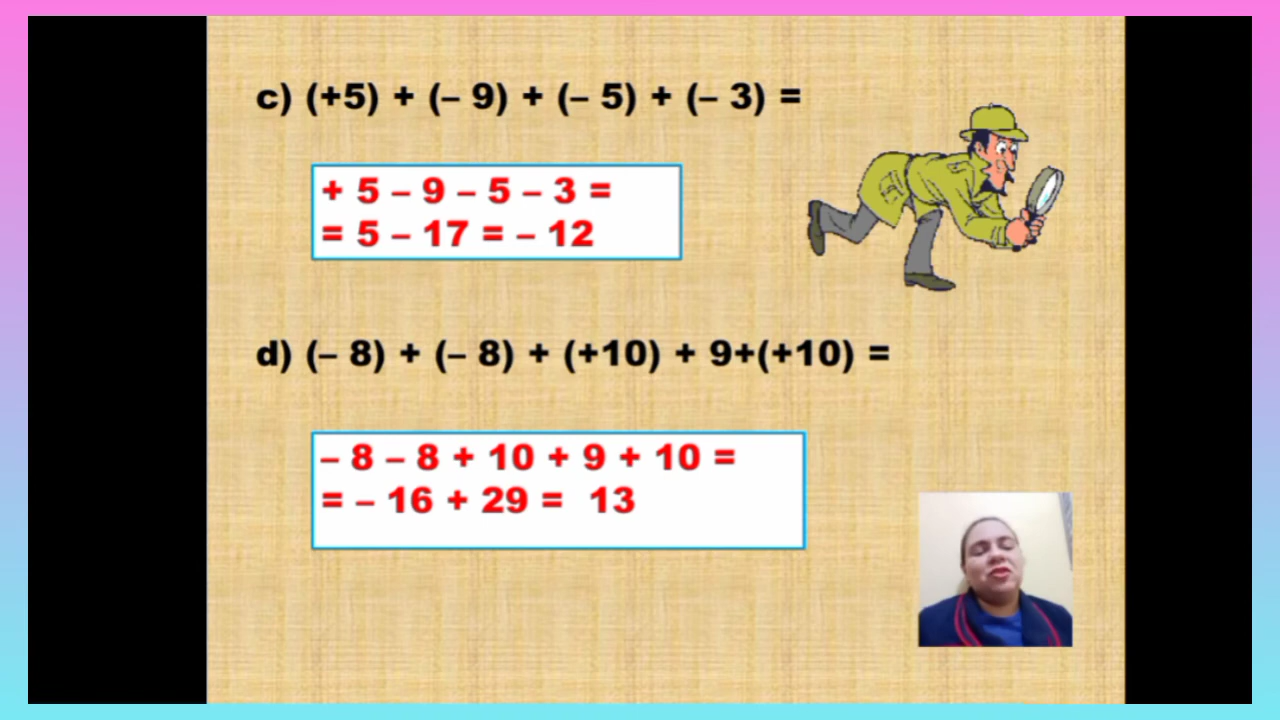 c) (+5) + (– 9) + (– 5) + (– 3) =
+ 5 – 9 – 5 – 3 =
= 5 – 17 = – 12
d) (– 8) + (– 8) + (+10) + 9+(+10) =
– 8 – 8 + 10 + 9 + 10 =
= – 16 + 29 = 13